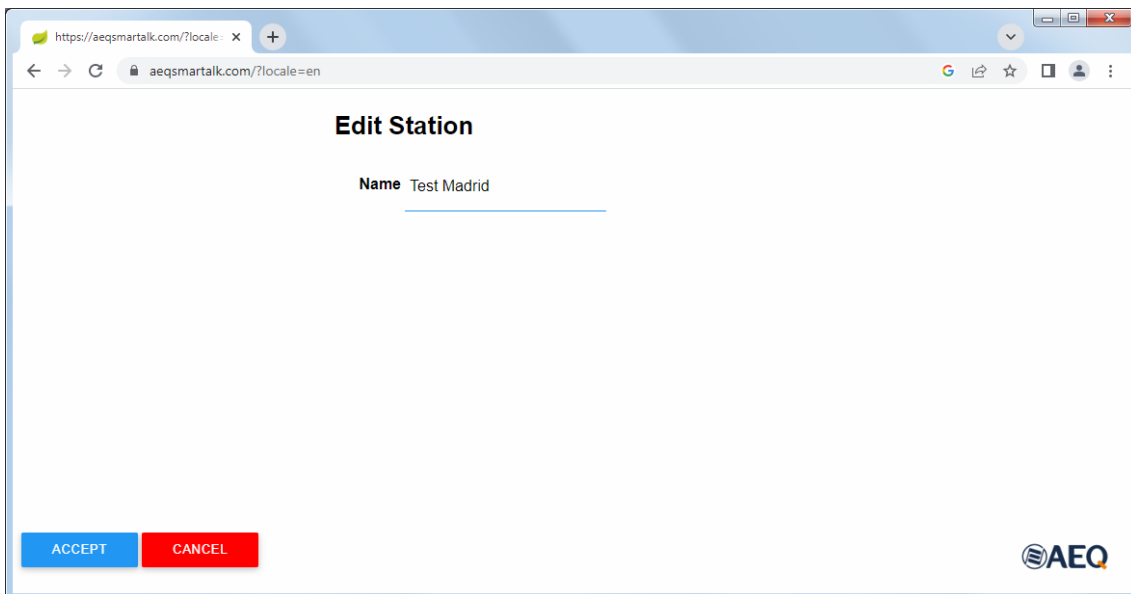 https://aeqsmartalk.com/?locale=
aeqsmartalk.com/?locale=en
Edit Station
Name Test Madrid
ACCEPT CANCEL
AEQ